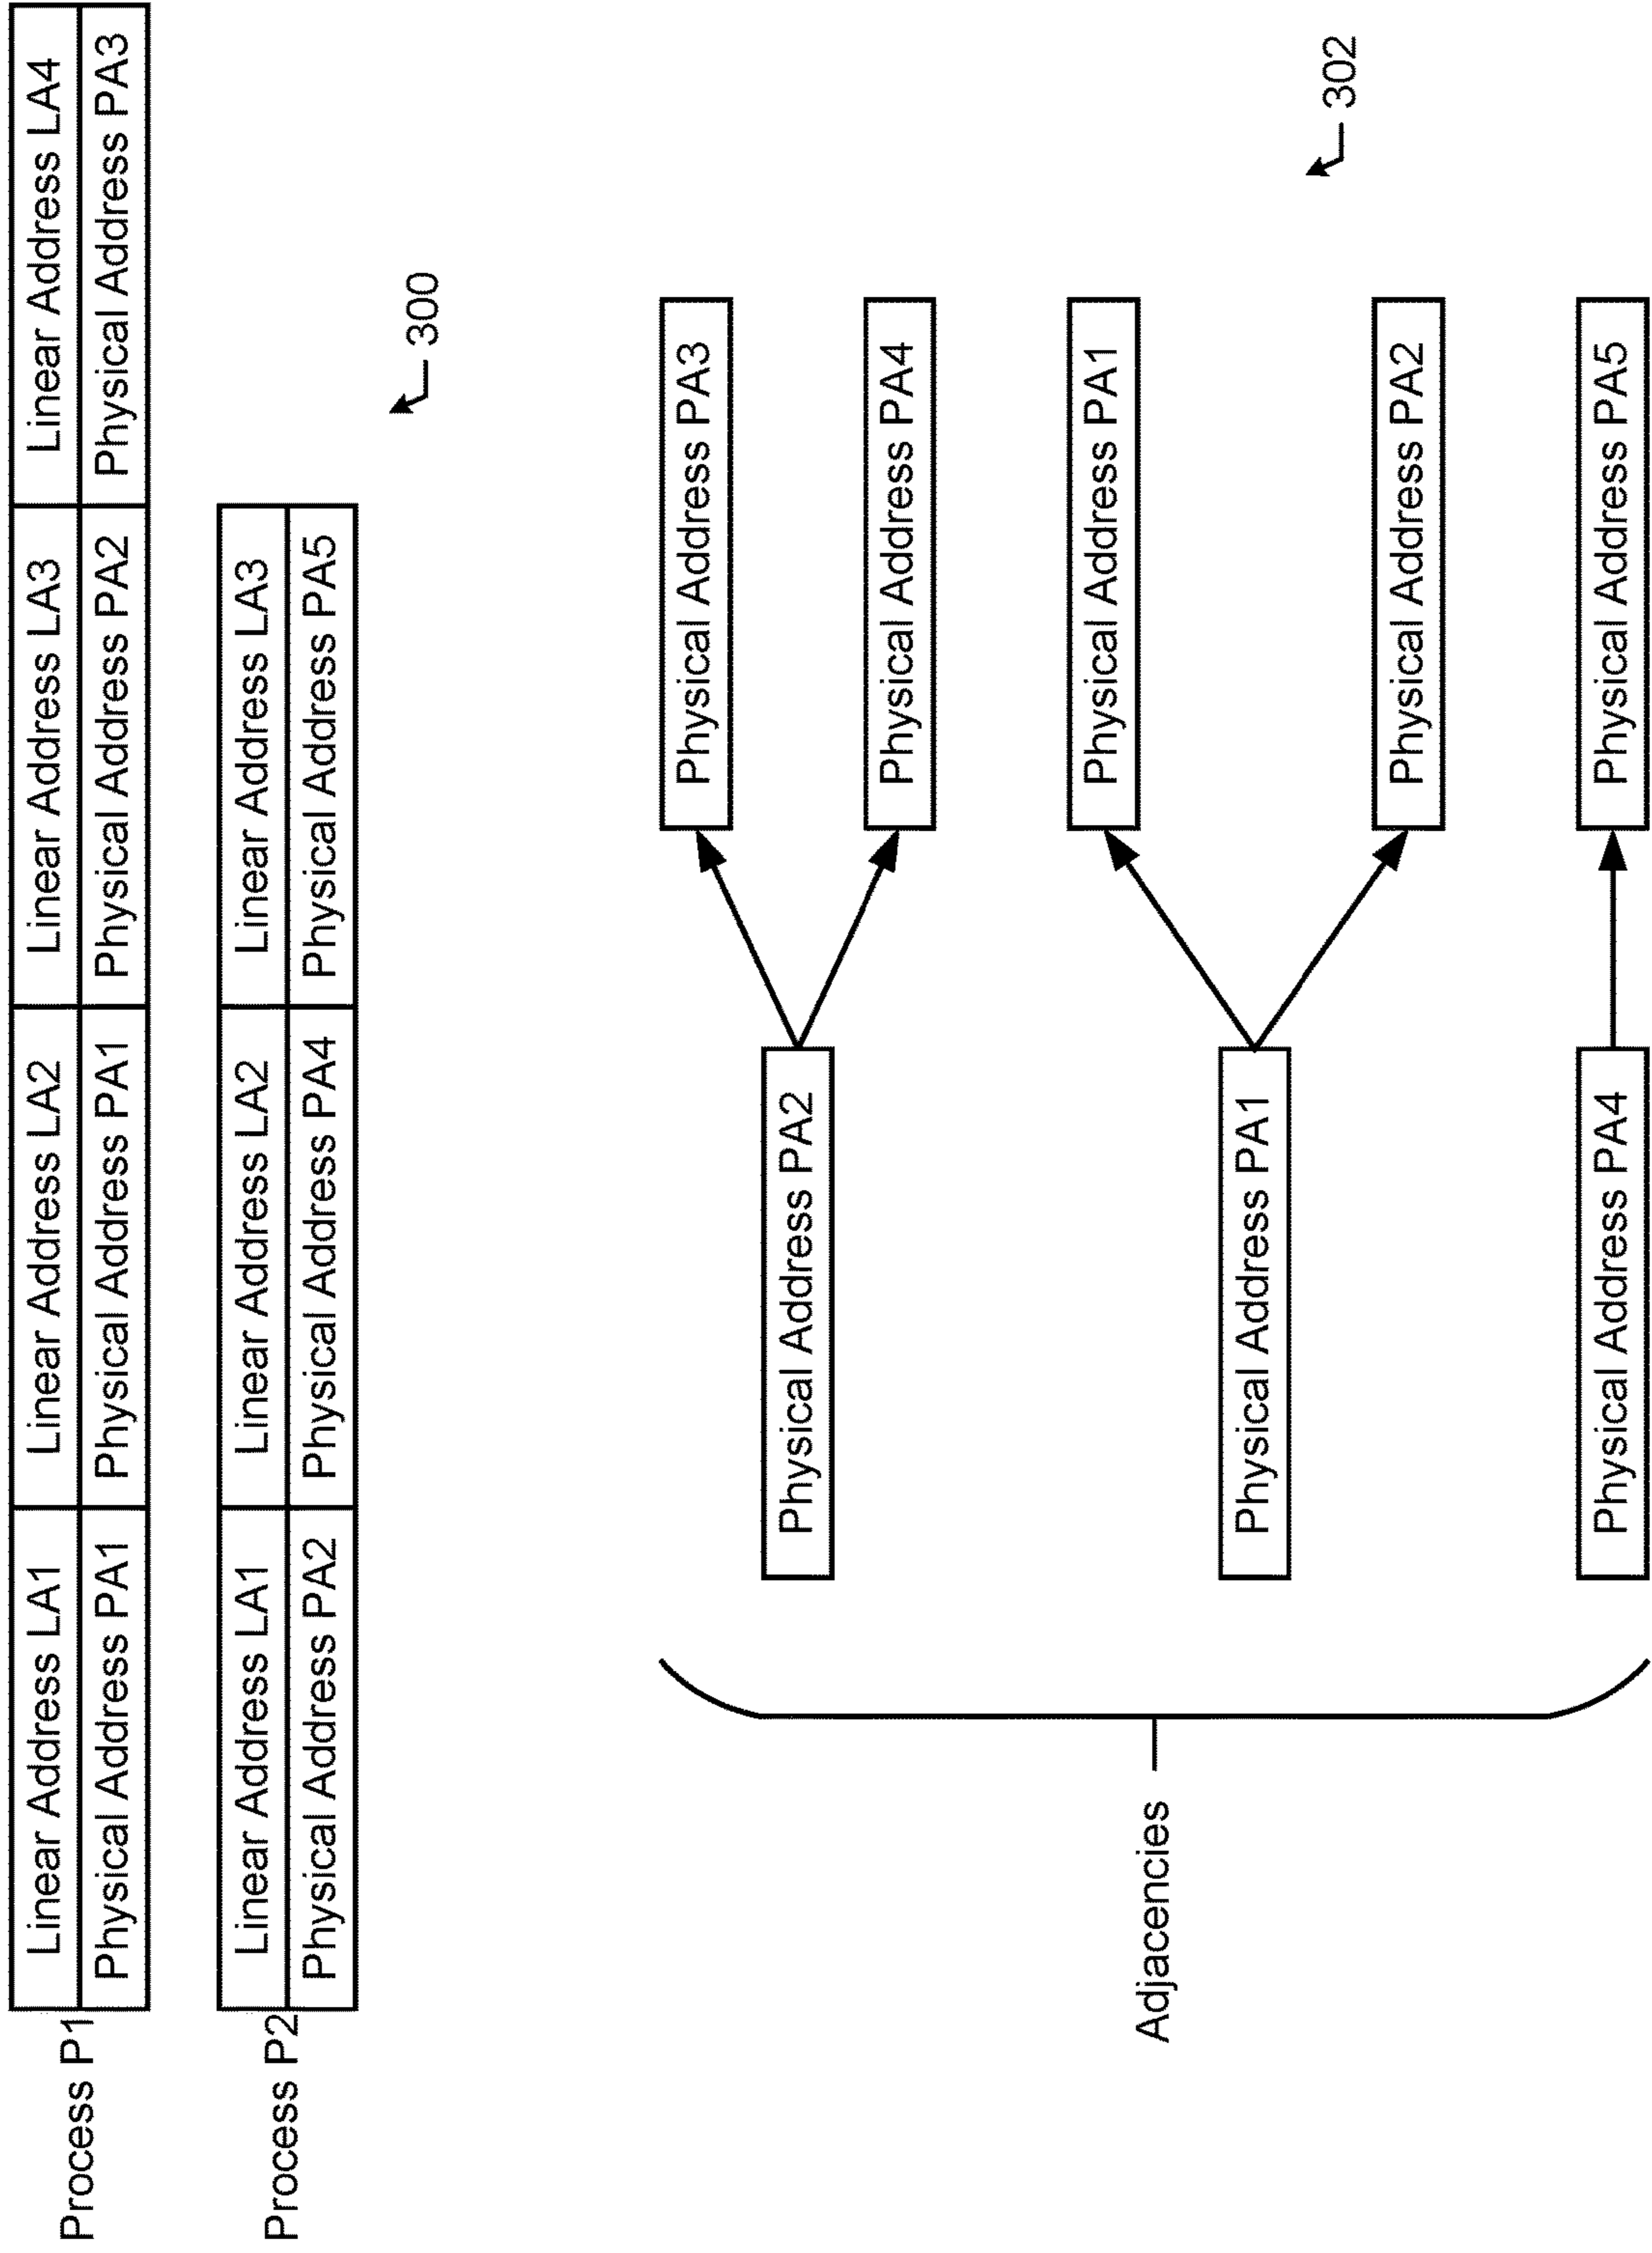 Process P1
Linear Address LA1
Linear Address LA2
Linear Address LA3
Linear Address LA4
Physical Address PA1
Physical Address PA1
Physical Address PA2
Physical Address PA3
Process P2
Linear Address LA1
Linear Address LA2
Linear Address LA3
Physical Address PA2
Physical Address PA4
Physical Address PA5
300
Adjacencies
Physical Address PA2
Physical Address PA3
Physical Address PA4
Physical Address PA1
Physical Address PA1
Physical Address PA2
Physical Address PA4
Physical Address PA5
302